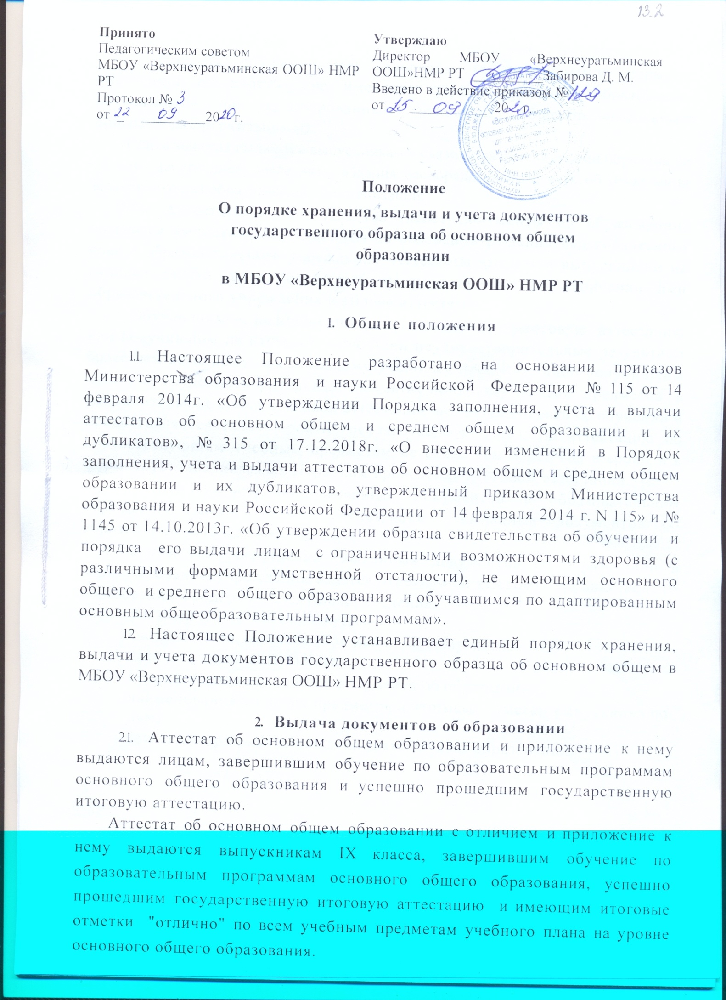 13.2
Принято
Педагогическим советом
МБОУ «Верхнеуратьминская ООШ» НМР
РТ
Протокол № 3
от 22 09 2020 г.
Утверждаю
Директор МБОУ «Верхнеуратьминская
ООШ»НМР РТ Забирова Д. М.
Введено в действие приказом № 129
от 25 09 2020 г.
Положение
О порядке хранения, выдачи и учета документов
государственного образца об основном общем
образовании
в МБОУ «Верхнеуратьминская ООШ» НМР РТ
1. Общие положения
1.1. Настоящее Положение разработано на основании приказов
Министерства образования и науки Российской Федерации № 115 от 14
февраля 2014г. «Об утверждении Порядка заполнения, учета и выдачи
аттестатов об основном общем и среднем общем образовании и их
дубликатов», № 315 от 17.12.2018г. «О внесении изменений в Порядок
заполнения, учета и выдачи аттестатов об основном общем и среднем общем
образовании и их дубликатов, утвержденный приказом Министерства
образования и науки Российской Федерации от 14 февраля 2014 г. N 115» и №
1145 от 14.10.2013г. «Об утверждении образца свидетельства об обучении и
порядка его выдачи лицам с ограниченными возможностями здоровья (с
различными формами умственной отсталости), не имеющим основного
общего и среднего общего образования и обучавшимся по адаптированным
основным общеобразовательным программам».
1.2. Настоящее Положение устанавливает единый порядок хранения,
выдачи и учета документов государственного образца об основном общем в
МБОУ «Верхнеуратьминская ООШ» НМР РТ.
2. Выдача документов об образовании
2.1. Аттестат об основном общем образовании и приложение к нему
выдаются лицам, завершившим обучение по образовательным программам
основного общего образования и успешно прошедшим государственную
итоговую аттестацию.
Аттестат об основном общем образовании с отличием и приложение к
нему выдаются выпускникам IX класса, завершившим обучение по
образовательным программам основного общего образования, успешно
прошедшим государственную итоговую аттестацию и имеющим итоговые
отметки "отлично" по всем учебным предметам учебного плана на уровне
основного общего образования.